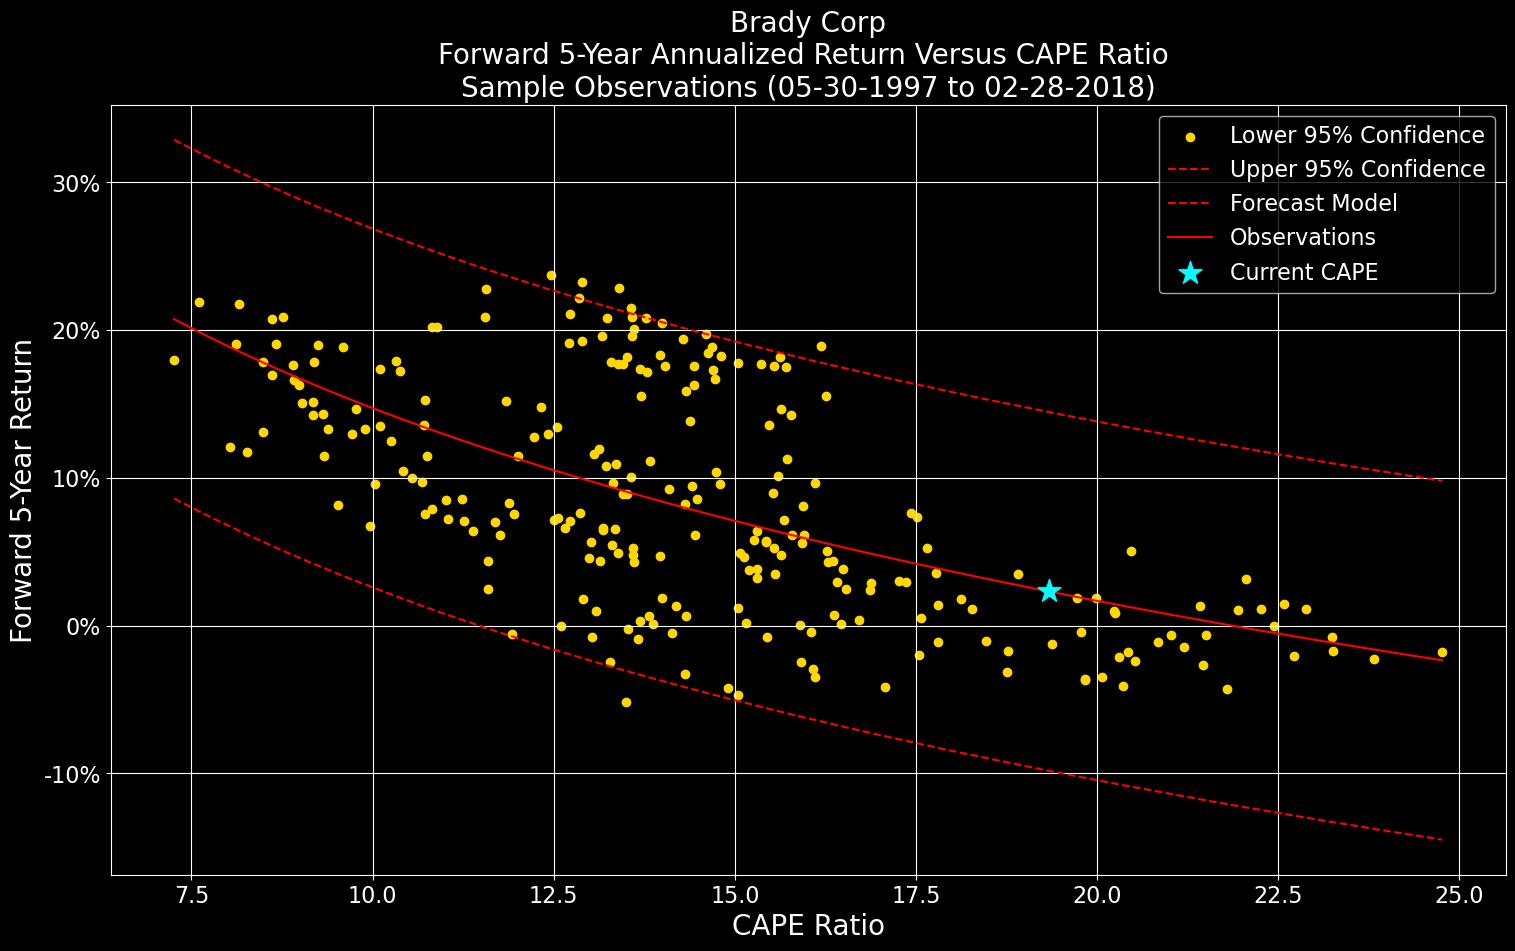 Brady Corp
Forward 5-Year Annualized Return Versus CAPE Ratio
Sample Observations (05-30-1997 to 02-28-2018)
Lower 95% Confidence
Upper 95% Confidence
Forecast Model
Observations
Current CAPE
Forward 5-Year Return
30%
20%
10%
0%
-10%
7.5
10.0
12.5
15.0
17.5
20.0
22.5
25.0
CAPE Ratio